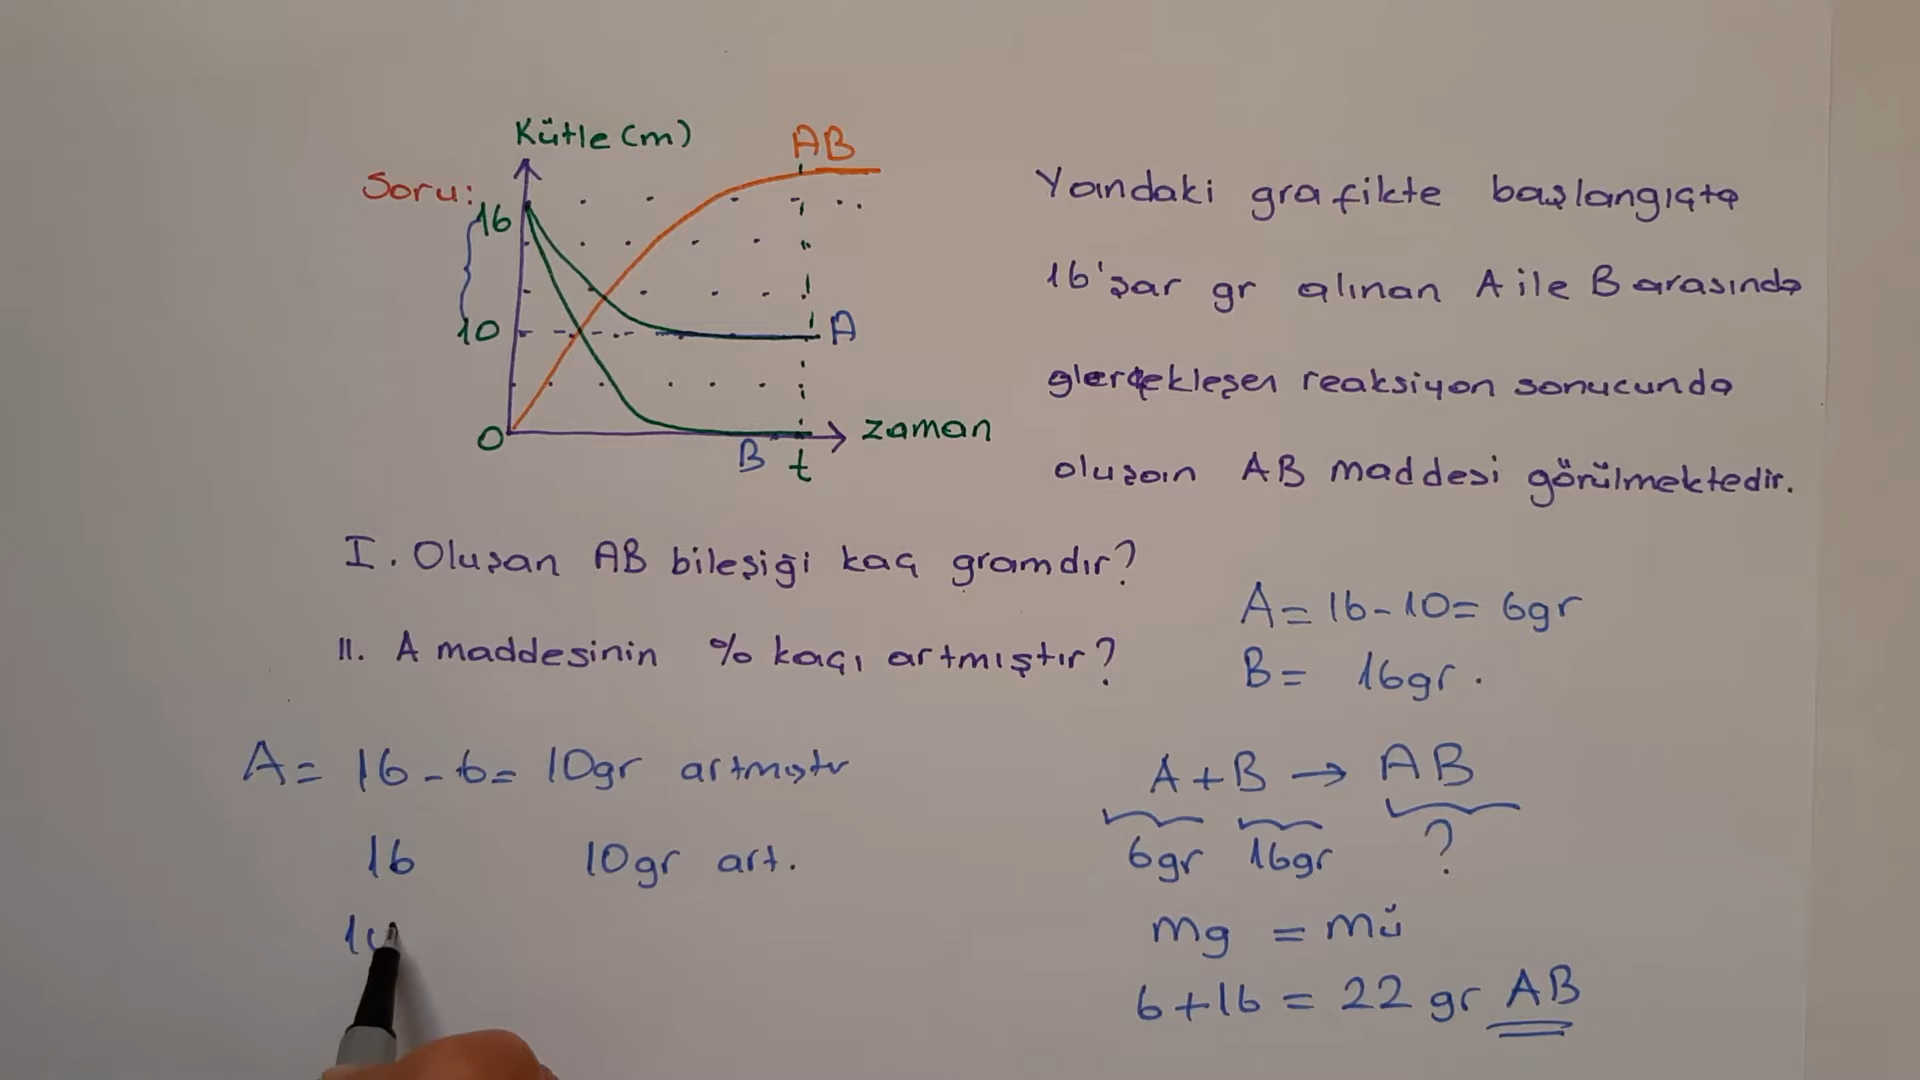 Kütle (m)
AB
Soru:
16
10
A
0
zaman
B
t
Yandaki grafikte başlangıçta
16'şar gr alınan A ile B arasında
gerçekleşen reaksiyon sonucunda
oluşan AB maddesi görülmektedir.
I. Oluşan AB bileşiği kaç gramdır?
II. A maddesinin % kaçı artmıştır?
A = 16 - 10 = 6gr
B = 16gr.
A = 16 - 6 = 10gr artmıştır
16 10gr art.
A + B → AB
6gr 16gr ?
mg = mü
6 + 16 = 22 gr AB